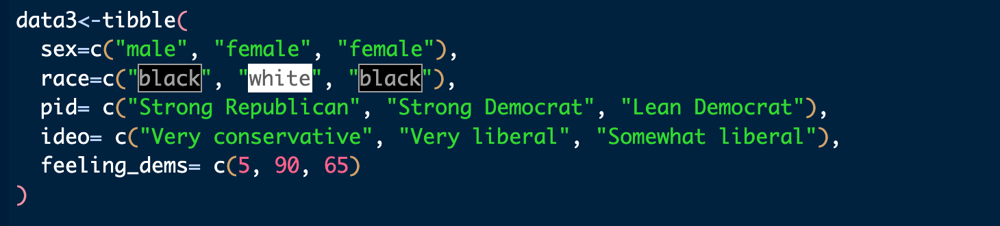 data3<-tibble(
  sex=c("male", "female", "female"),
  race=c("black", "white", "black"),
  pid= c("Strong Republican", "Strong Democrat", "Lean Democrat"),
  ideo= c("Very conservative", "Very liberal", "Somewhat liberal"),
  feeling_dems= c(5, 90, 65)
)